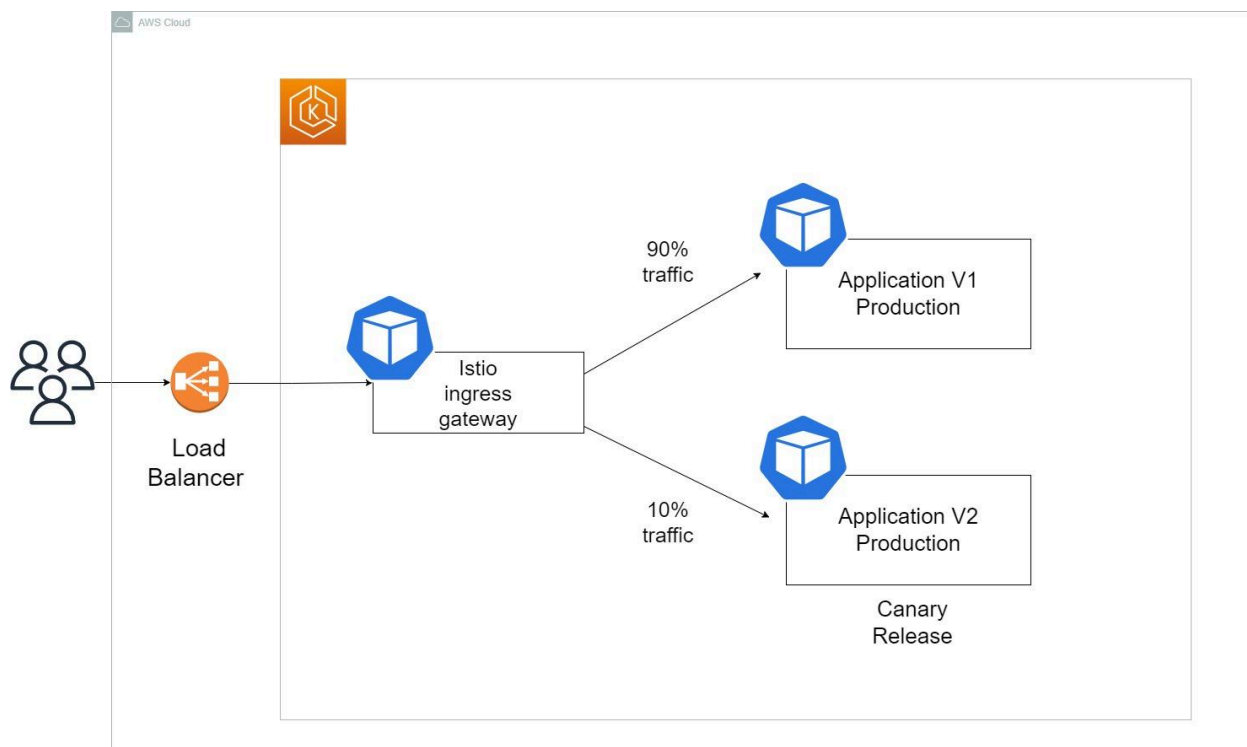 AWS Cloud
K
90%
traffic
Application V1
Production
Istio
ingress
gateway
Load
Balancer
10%
traffic
Application V2
Production
Canary
Release